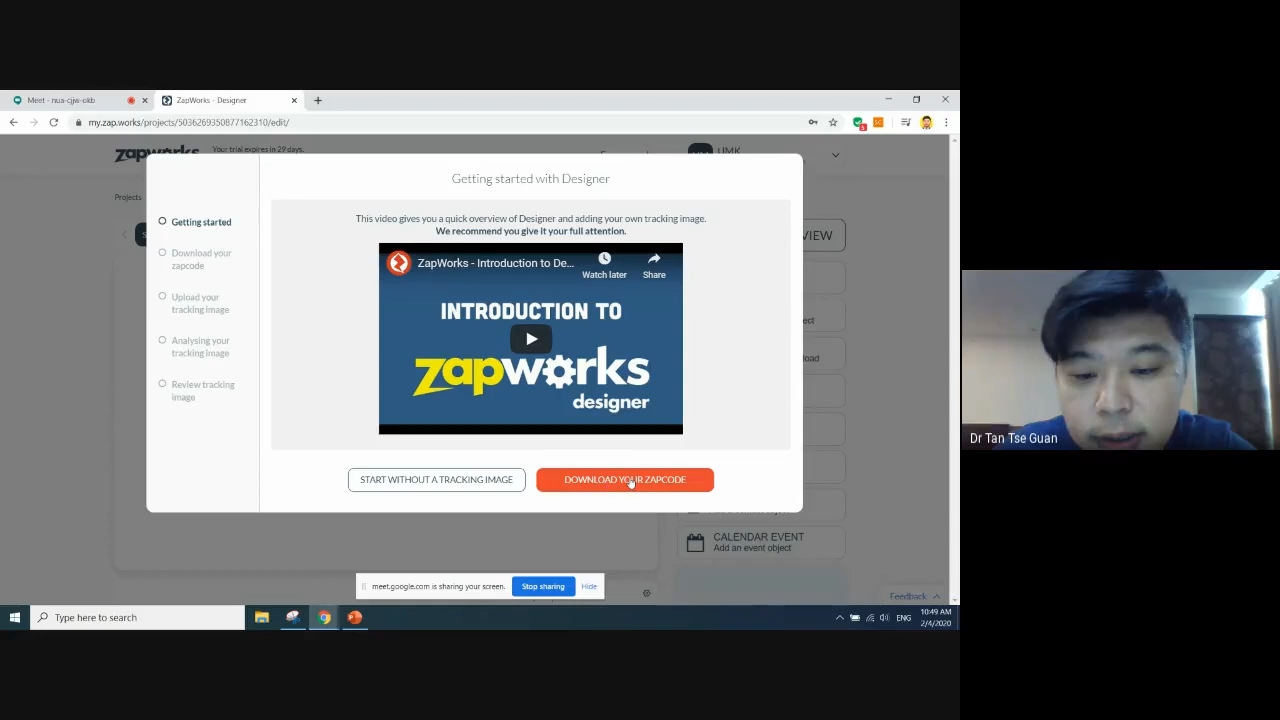 Meet - nua-cjjw-okb
ZapWorks - Designer
my.zap.works/projects/5036269350877162310/edit/
zapworks
Your trial expires in 29 days.
UMK
Projects
VIEW
Getting started with Designer
Getting started
Download your
zapcode
Upload your
tracking image
Analysing your
tracking image
Review tracking
image
This video gives you a quick overview of Designer and adding your own tracking image.
We recommend you give it your full attention.
ZapWorks - Introduction to De...
Watch later
Share
INTRODUCTION TO
zapworks
designer
START WITHOUT A TRACKING IMAGE
DOWNLOAD YOUR ZAPCODE
CALENDAR EVENT
Add an event object
meet.google.com is sharing your screen.
Stop sharing
Hide
Feedback
Type here to search
ENG
10:49 AM
2/4/2020
Dr Tan Tse Guan